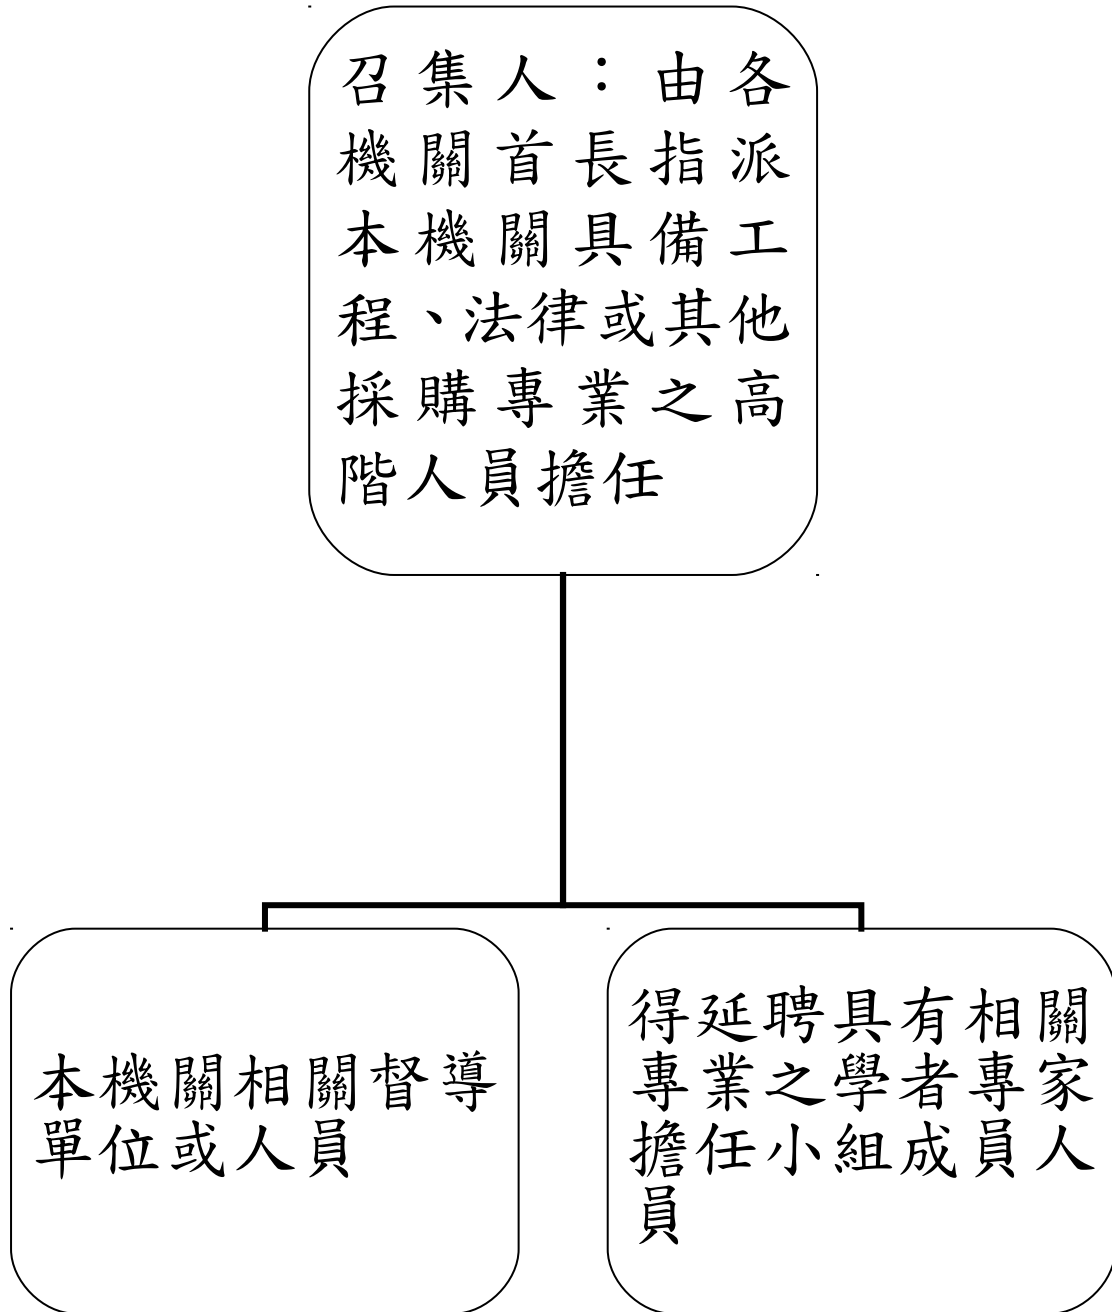 召集人：由各
機關首長指派
本機關具備工
程、法律或其他
採購專業之高
階人員擔任
本機關相關督導
單位或人員
得延聘具有相關
專業之學者專家
擔任小組成員人
員